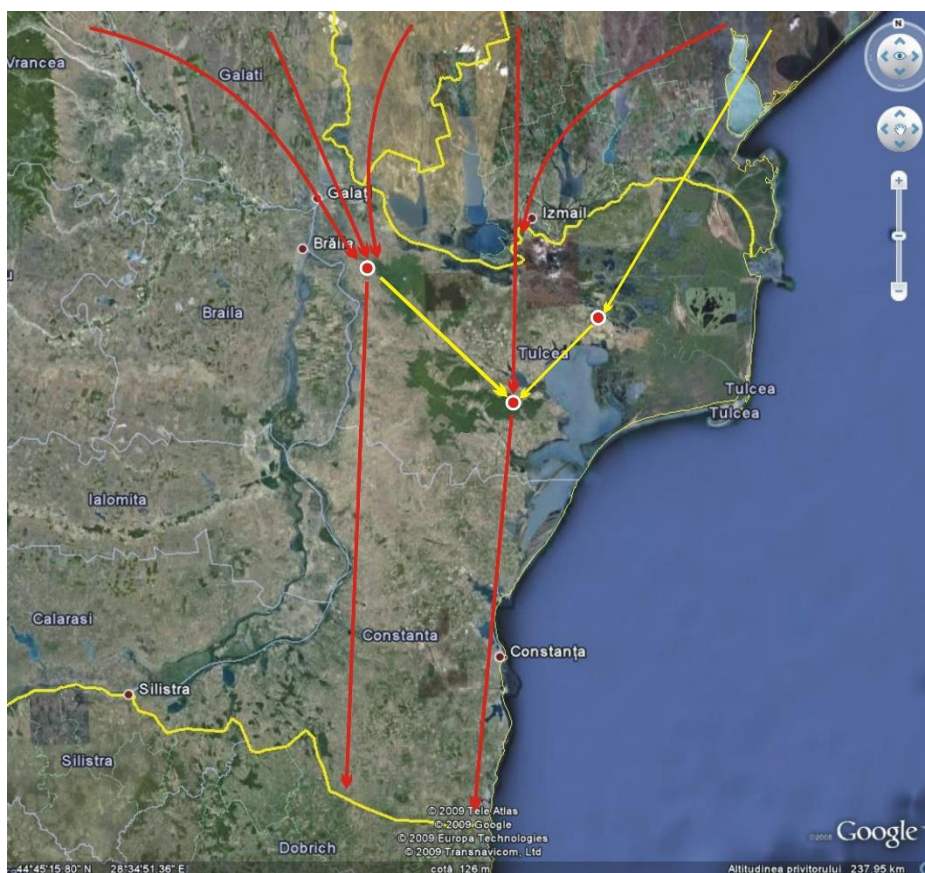 N
Vrancea
Galati
Galaţ
Izmail
Brăila
Braila
Tulcea
Tulcea
Tulcea
Ialomita
Calarasi
Constanta
Constanța
Silistra
Silistra
© 2009 Tele Atlas
© 2009 Google
© 2009 Europa Technologies
© 2009 Transnavicom, Ltd
Dobrich
Google
44°45'15.80" N 28°34'51.36" E
cotă 126 m
Altitudinea privitorului 237.95 km